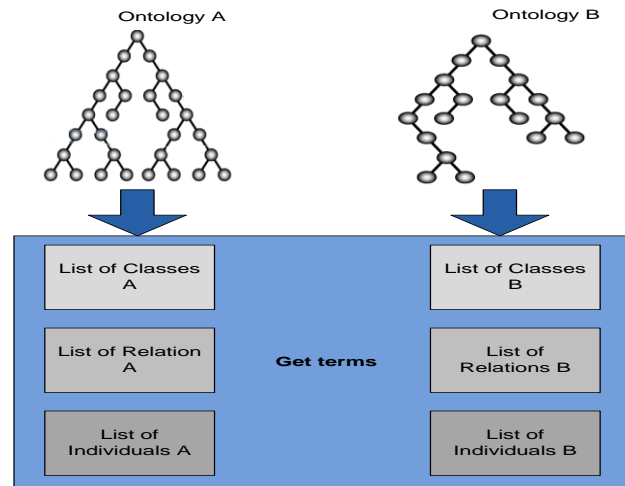 Ontology A
Ontology B
List of Classes
A
List of Classes
B
List of Relation
A
Get terms
List of
Relations B
List of
Individuals A
List of
Individuals B